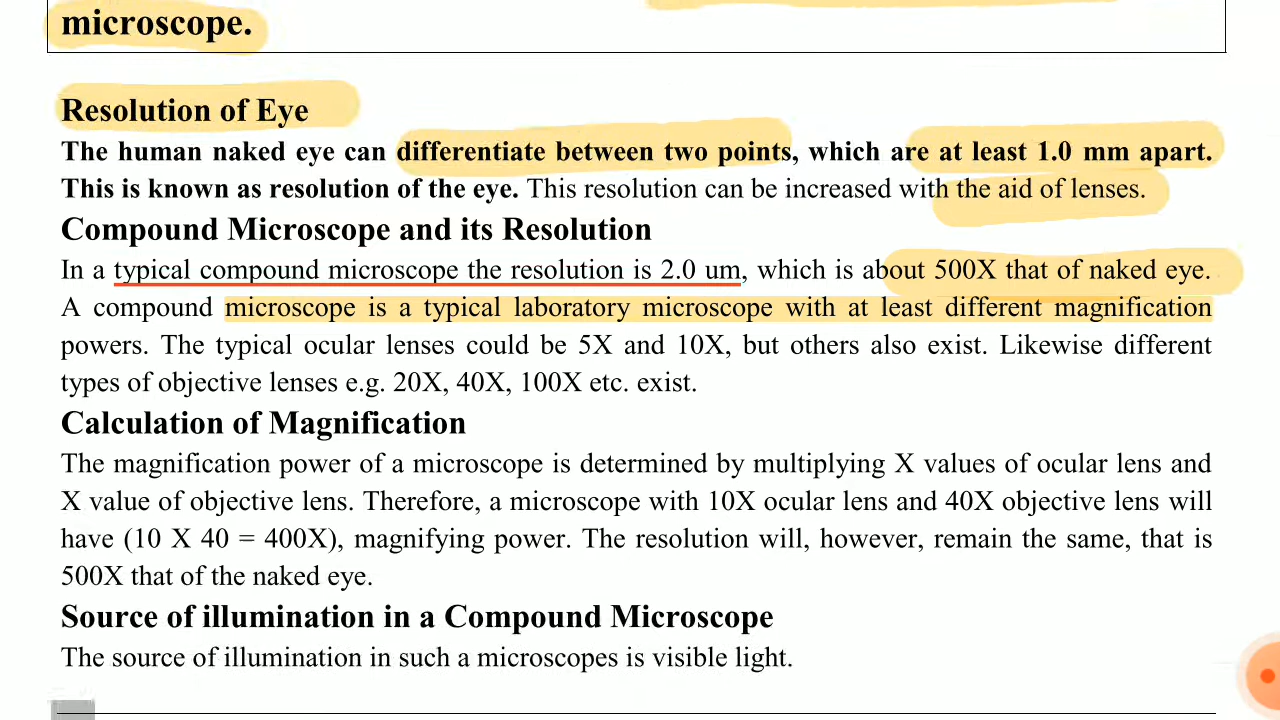 microscope.
Resolution of Eye
The human naked eye can differentiate between two points, which are at least 1.0 mm apart.
This is known as resolution of the eye. This resolution can be increased with the aid of lenses.
Compound Microscope and its Resolution
In a typical compound microscope the resolution is 2.0 um, which is about 500X that of naked eye.
A compound microscope is a typical laboratory microscope with at least different magnification
powers. The typical ocular lenses could be 5X and 10X, but others also exist. Likewise different
types of objective lenses e.g. 20X, 40X, 100X etc. exist.
Calculation of Magnification
The magnification power of a microscope is determined by multiplying X values of ocular lens and
X value of objective lens. Therefore, a microscope with 10X ocular lens and 40X objective lens will
have (10 X 40 = 400X), magnifying power. The resolution will, however, remain the same, that is
500X that of the naked eye.
Source of illumination in a Compound Microscope
The source of illumination in such a microscopes is visible light.